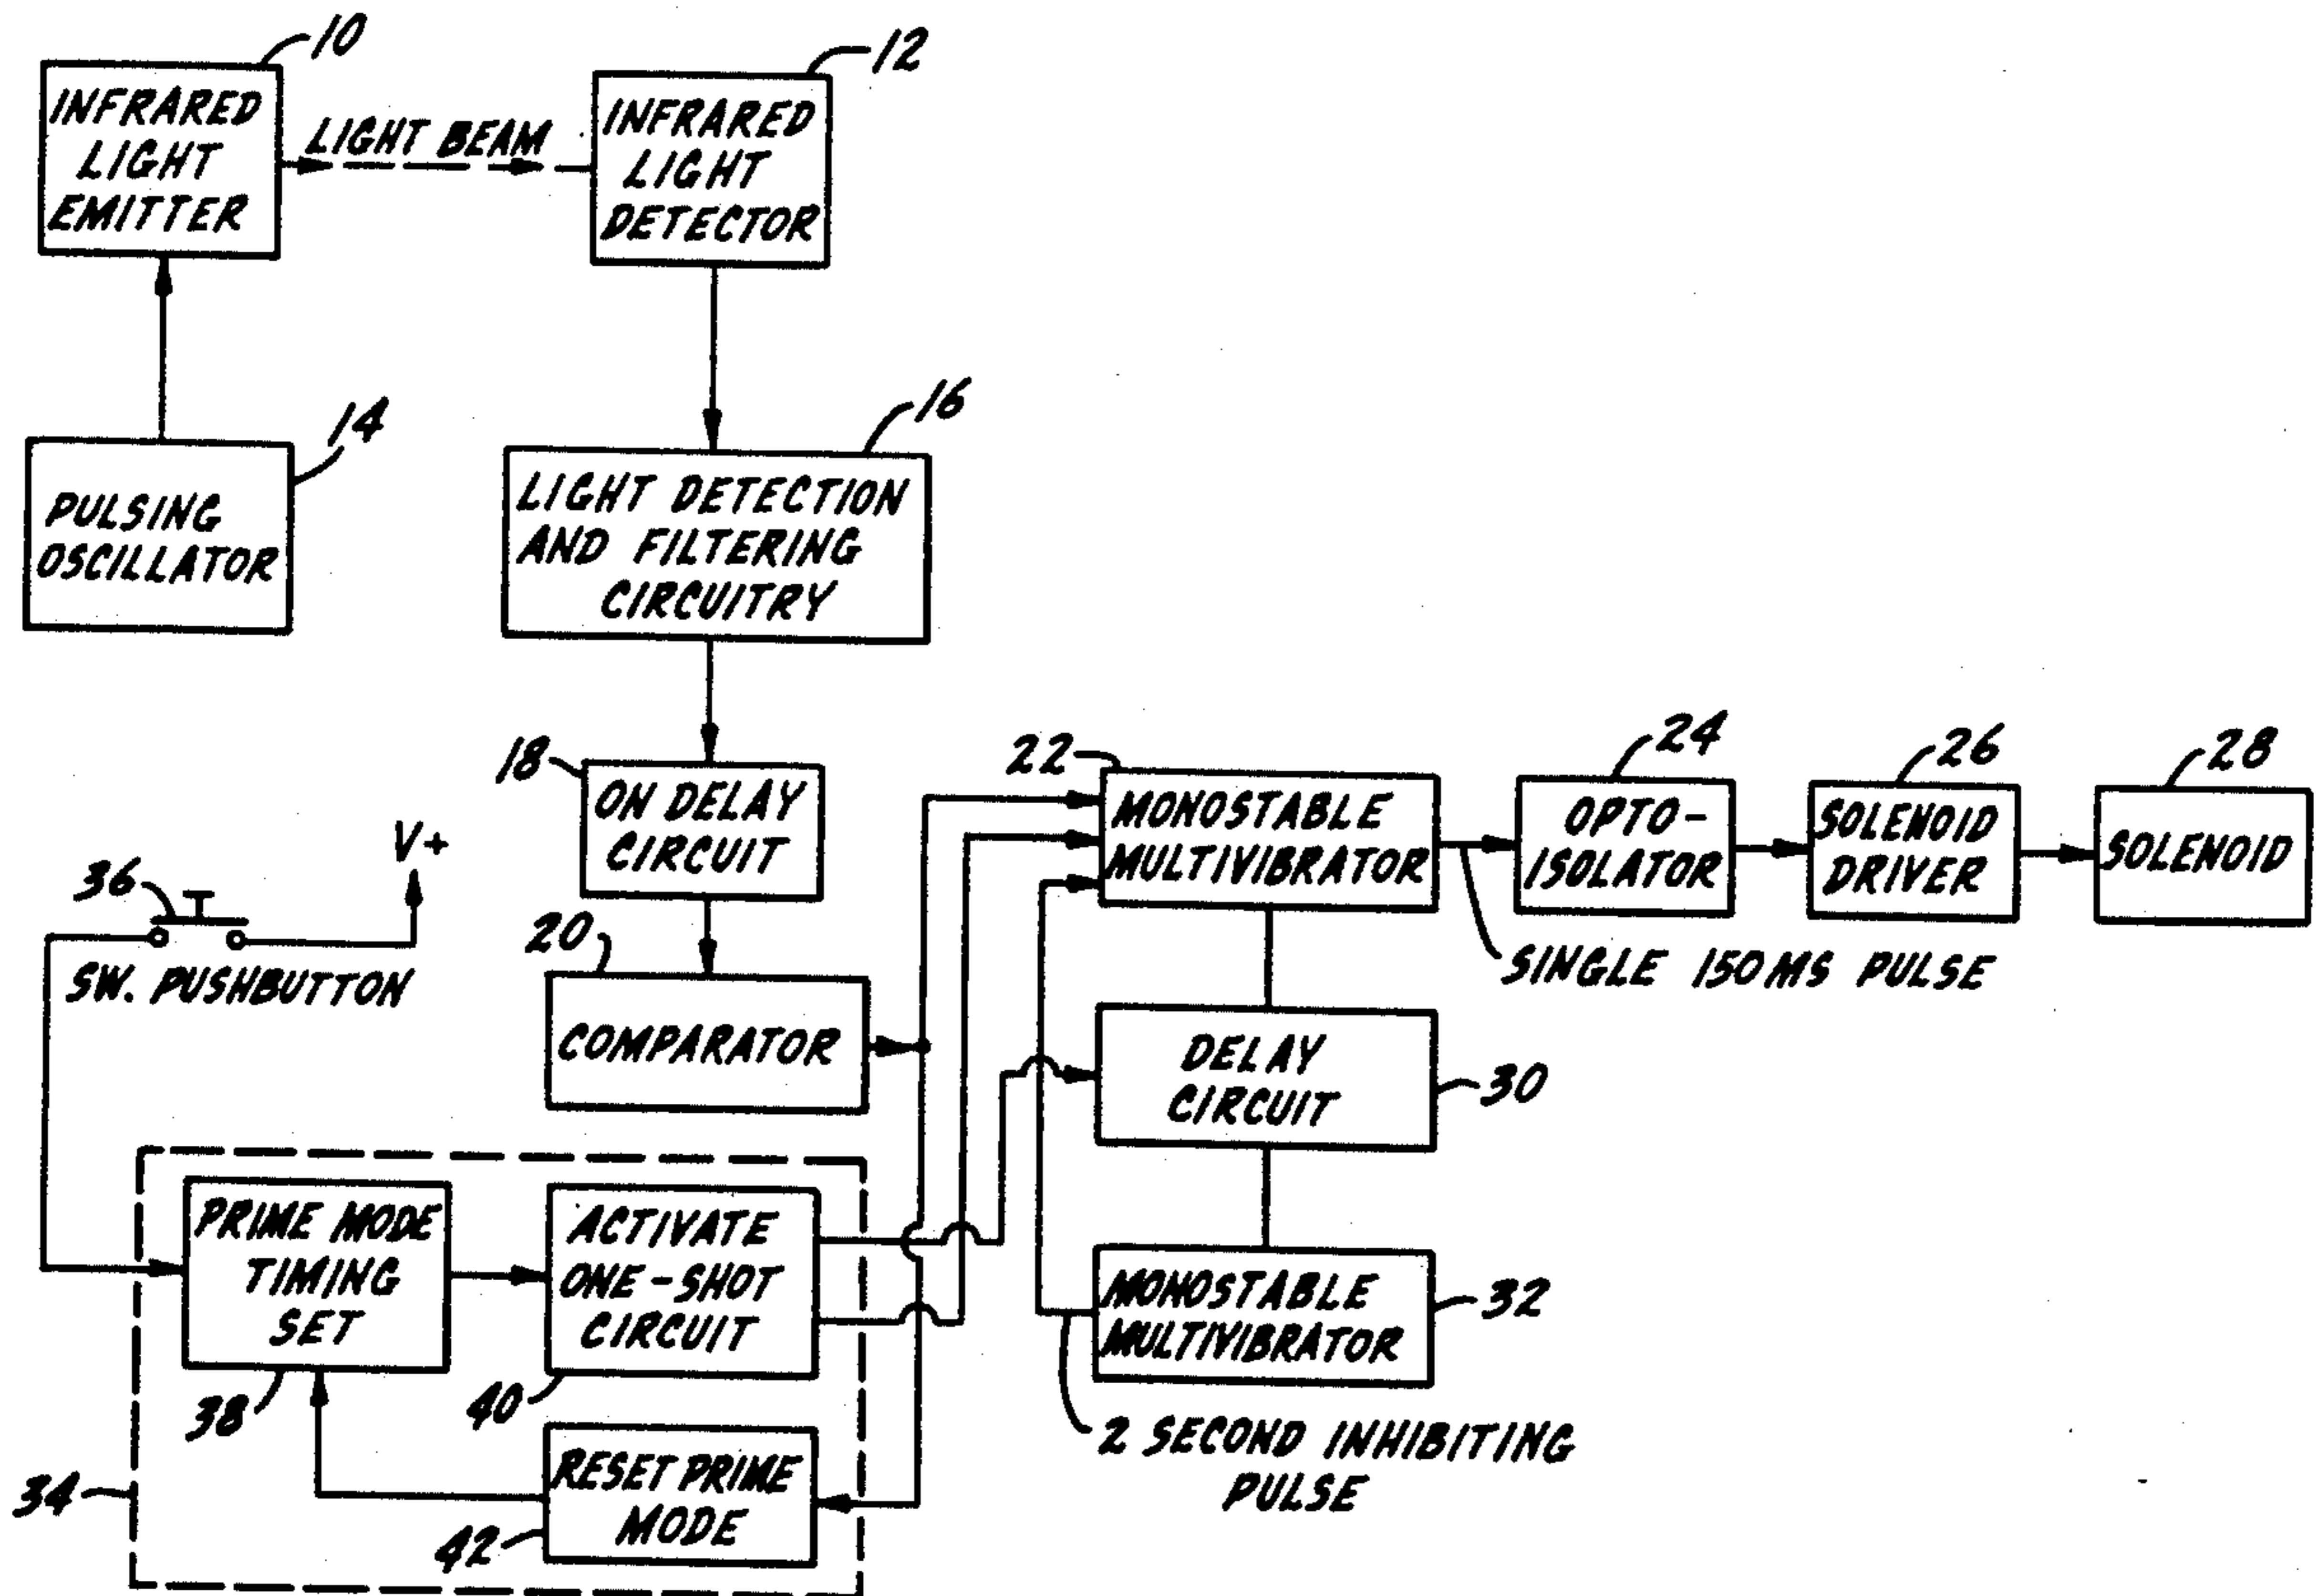 10
INFRARED
LIGHT
EMITTER
LIGHT BEAM
12
INFRARED
LIGHT
DETECTOR
14
PULSING
OSCILLATOR
16
LIGHT DETECTION
AND FILTERING
CIRCUITRY
18
ON DELAY
CIRCUIT
20
COMPARATOR
22
MONOSTABLE
MULTIVIBRATOR
24
OPTO-
ISOLATOR
26
SOLENOID
DRIVER
28
SOLENOID
SINGLE 150MS PULSE
V+
36
SW. PUSHBUTTON
DELAY
CIRCUIT
30
MONOSTABLE
MULTIVIBRATOR
32
2 SECOND INHIBITING
PULSE
PRIME MODE
TIMING
SET
38
ACTIVATE
ONE-SHOT
CIRCUIT
40
RESET PRIME
MODE
42
34